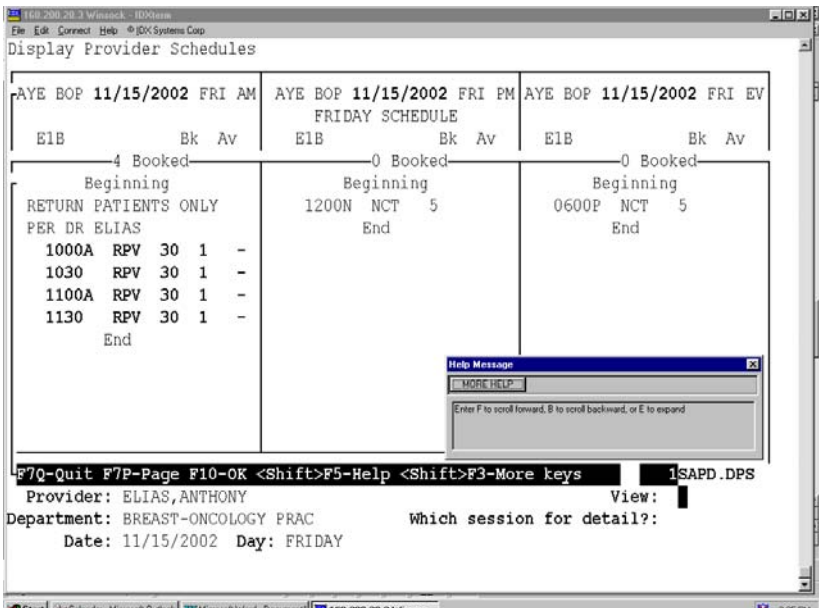 160.200.20.3 Winsock - IDXterm
File Edit Connect Help © IDX Systems Corp
Display Provider Schedules
AYE BOP 11/15/2002 FRI AM
E1B Bk Av
4 Booked
Beginning
RETURN PATIENTS ONLY
PER DR ELIAS
1000A RPV 30 1 -
1030 RPV 30 1 -
1100A RPV 30 1 -
1130 RPV 30 1 -
End
AYE BOP 11/15/2002 FRI PM
FRIDAY SCHEDULE
E1B Bk Av
0 Booked
Beginning
1200N NCT 5
End
AYE BOP 11/15/2002 FRI EV
E1B Bk Av
0 Booked
Beginning
0600P NCT 5
End
Help Message
MORE HELP
Enter F to scroll forward, B to scroll backward, or E to expand
F7Q-Quit F7P-Page F10-OK <Shift>F5-Help <Shift>F3-More keys 1SAPD.DPS
Provider: ELIAS,ANTHONY View:
Department: BREAST-ONCOLOGY PRAC Which session for detail?:
Date: 11/15/2002 Day: FRIDAY